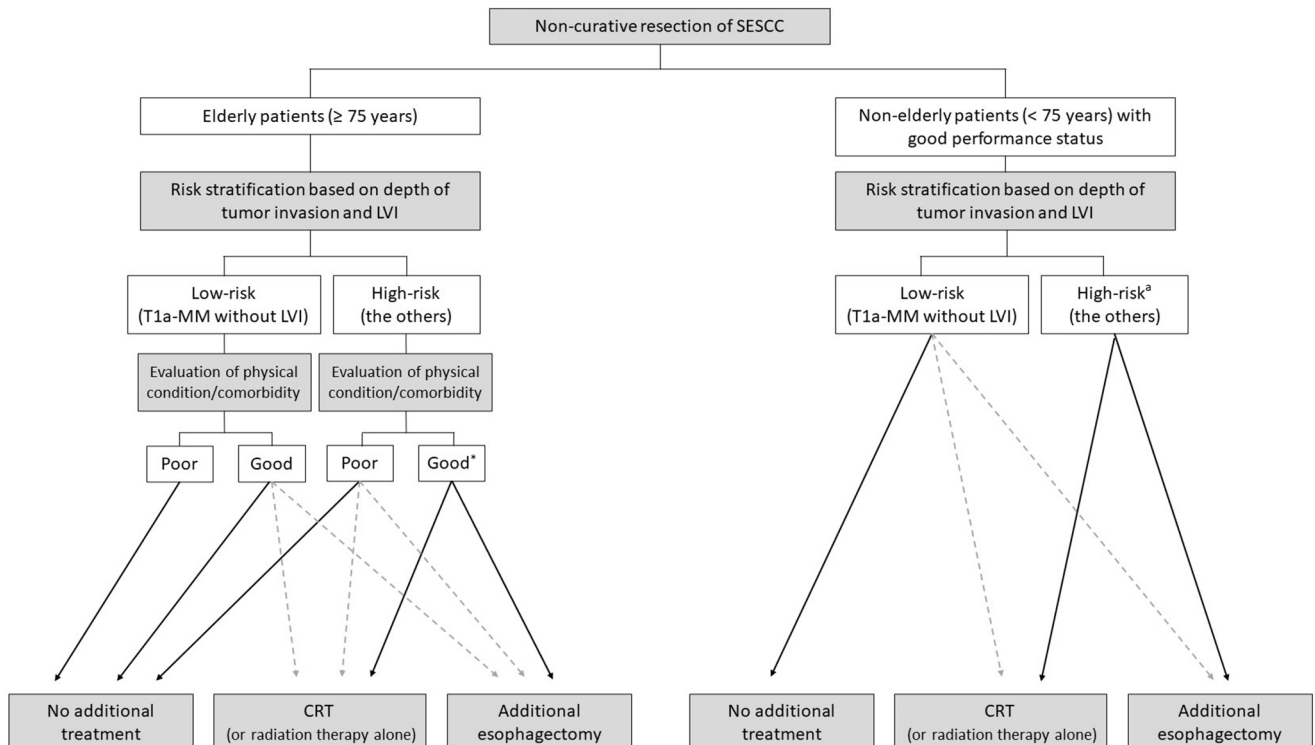 Non-curative resection of SESCC
Elderly patients (≥ 75 years)
Non-elderly patients (< 75 years) with
good performance status
Risk stratification based on depth of
tumor invasion and LVI
Risk stratification based on depth of
tumor invasion and LVI
Low-risk
(T1a-MM without LVI)
High-risk
(the others)
Low-risk
(T1a-MM without LVI)
High-riskᵃ
(the others)
Evaluation of physical
condition/comorbidity
Evaluation of physical
condition/comorbidity
Poor
Good
Poor
Good*
No additional
treatment
CRT
(or radiation therapy alone)
Additional
esophagectomy
No additional
treatment
CRT
(or radiation therapy alone)
Additional
esophagectomy